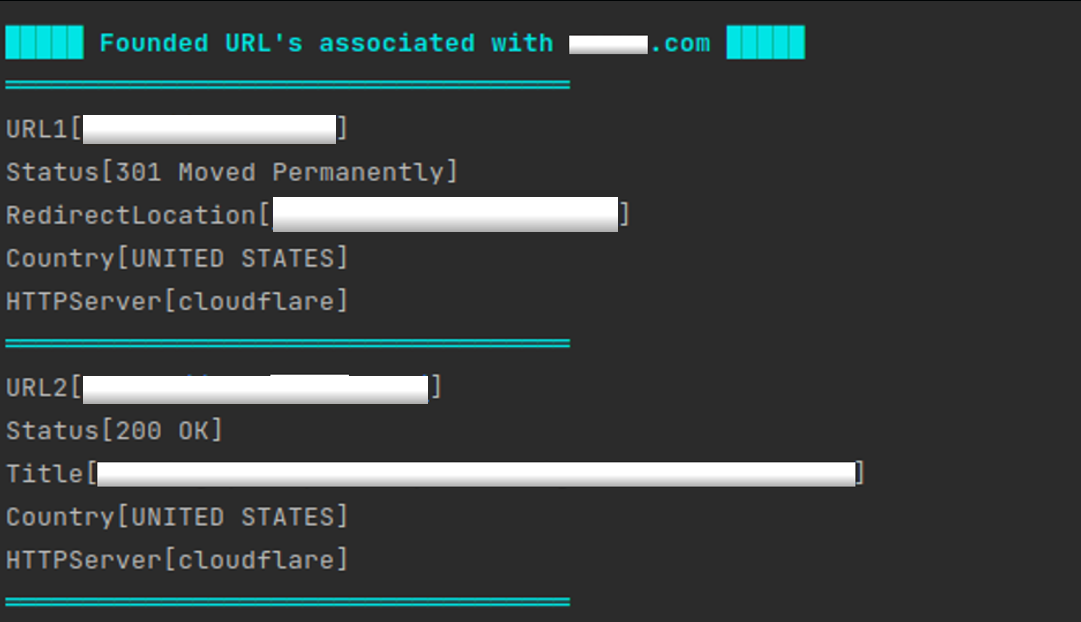 Founded URL's associated with .com
URL1[]
Status[301 Moved Permanently]
RedirectLocation[]
Country[UNITED STATES]
HTTPServer[cloudflare]
URL2[]
Status[200 OK]
Title[]
Country[UNITED STATES]
HTTPServer[cloudflare]